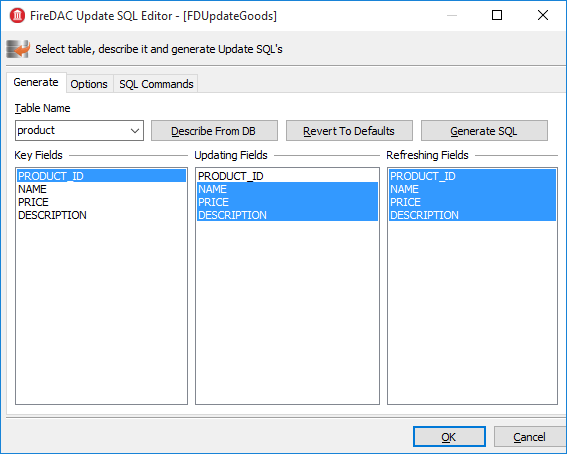 FireDAC Update SQL Editor - [FDUpdateGoods]
Select table, describe it and generate Update SQL's
Generate Options SQL Commands
Table Name
product Describe From DB Revert To Defaults Generate SQL
Key Fields Updating Fields Refreshing Fields
PRODUCT_ID PRODUCT_ID PRODUCT_ID
NAME NAME NAME
PRICE PRICE PRICE
DESCRIPTION DESCRIPTION DESCRIPTION
OK Cancel